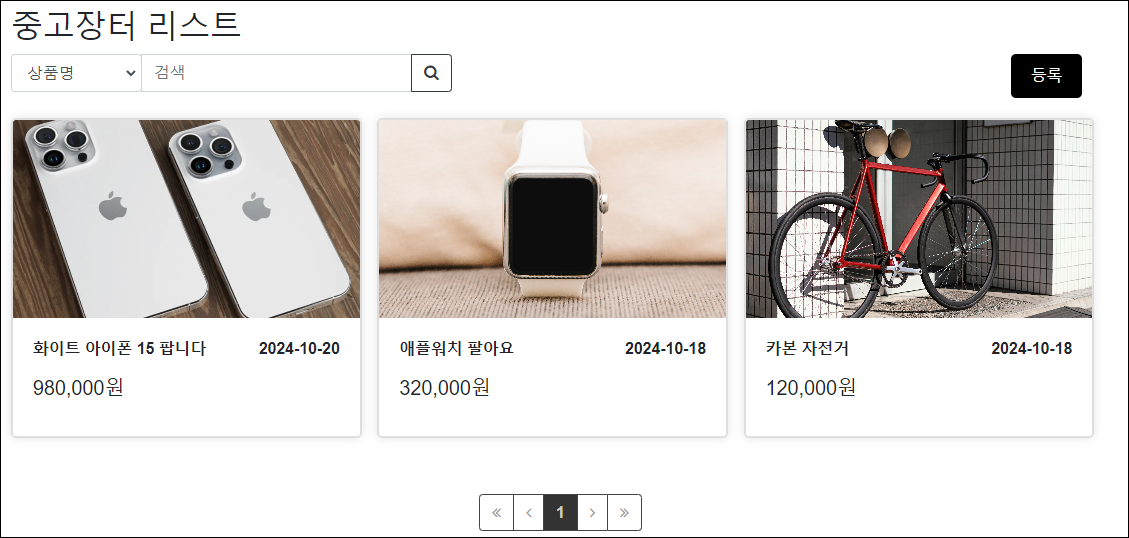 중고장터 리스트
상품명 검색
등록
화이트 아이폰 15 팝니다 2024-10-20
980,000원
애플워치 팔아요 2024-10-18
320,000원
카본 자전거 2024-10-18
120,000원
« ‹ 1 › »